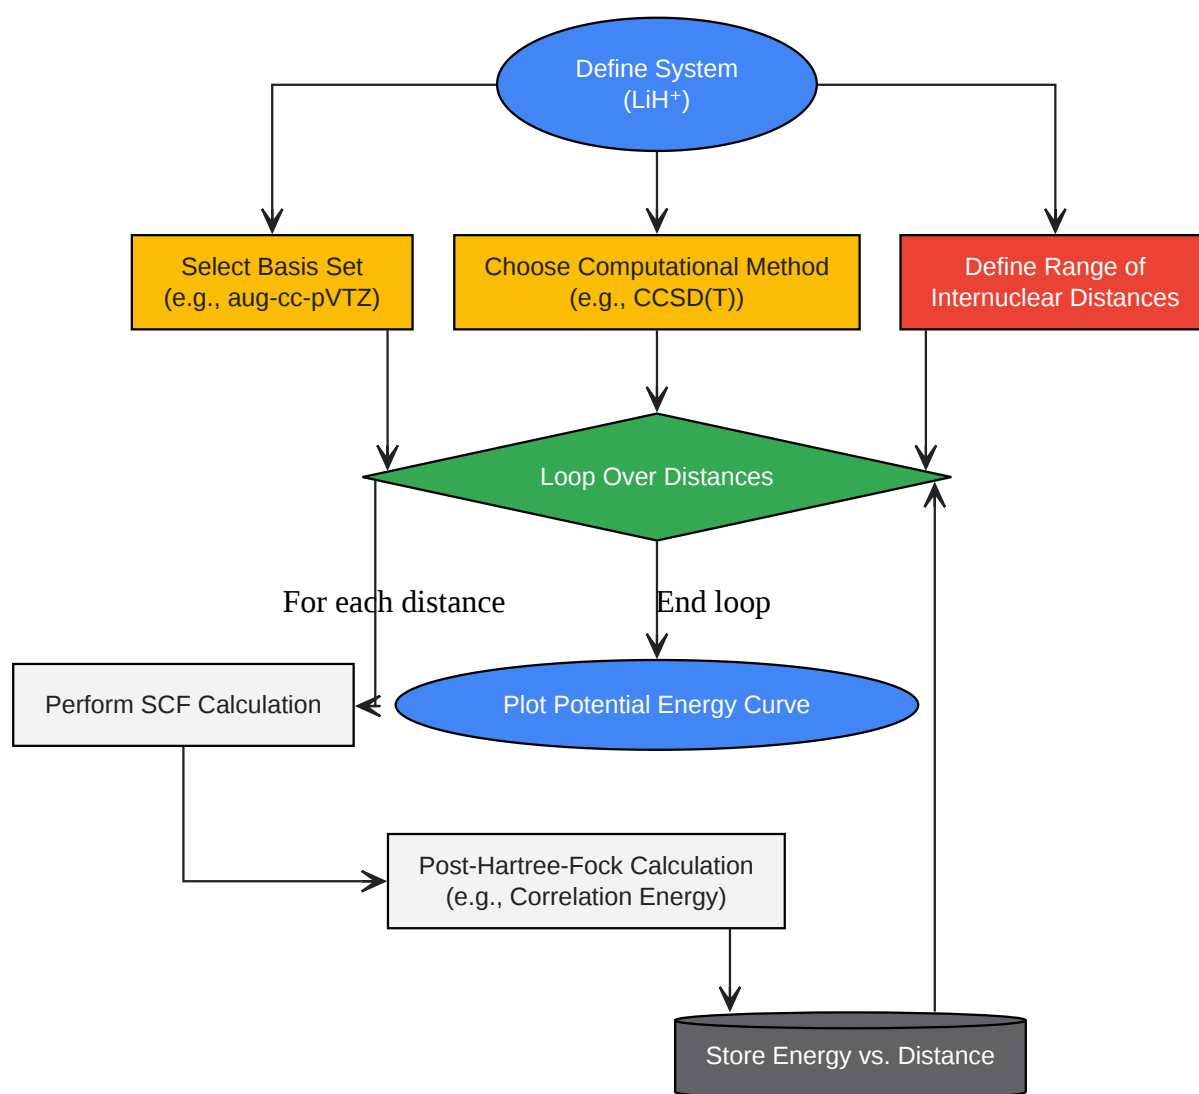 Define System
(LiH⁺)
Select Basis Set
(e.g., aug-cc-pVTZ)
Choose Computational Method
(e.g., CCSD(T))
Define Range of
Internuclear Distances
Loop Over Distances
For each distance
End loop
Perform SCF Calculation
Plot Potential Energy Curve
Post-Hartree-Fock Calculation
(e.g., Correlation Energy)
Store Energy vs. Distance